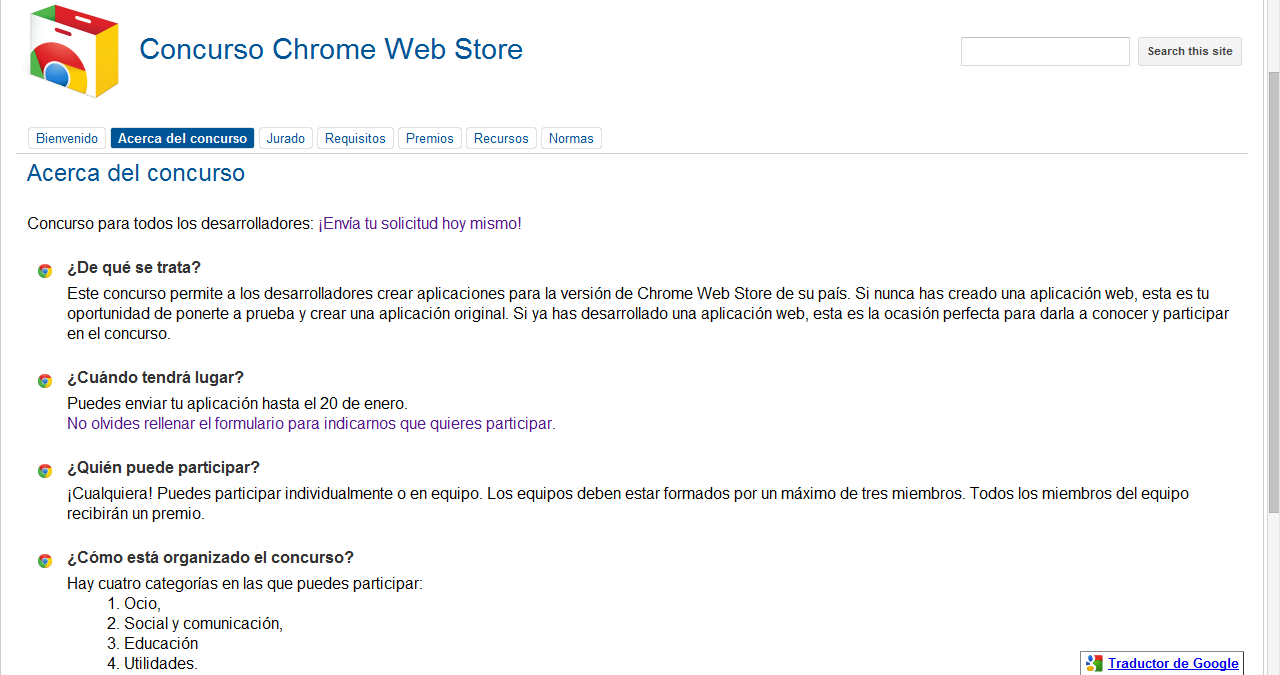 Concurso Chrome Web Store
Search this site
Bienvenido
Acerca del concurso
Jurado
Requisitos
Premios
Recursos
Normas
Acerca del concurso
Concurso para todos los desarrolladores: ¡Envía tu solicitud hoy mismo!
¿De qué se trata?
Este concurso permite a los desarrolladores crear aplicaciones para la versión de Chrome Web Store de su país. Si nunca has creado una aplicación web, esta es tu
oportunidad de ponerte a prueba y crear una aplicación original. Si ya has desarrollado una aplicación web, esta es la ocasión perfecta para darla a conocer y participar
en el concurso.
¿Cuándo tendrá lugar?
Puedes enviar tu aplicación hasta el 20 de enero.
No olvides rellenar el formulario para indicarnos que quieres participar.
¿Quién puede participar?
¡Cualquiera! Puedes participar individualmente o en equipo. Los equipos deben estar formados por un máximo de tres miembros. Todos los miembros del equipo
recibirán un premio.
¿Cómo está organizado el concurso?
Hay cuatro categorías en las que puedes participar:
1. Ocio,
2. Social y comunicación,
3. Educación
4. Utilidades.
Traductor de Google